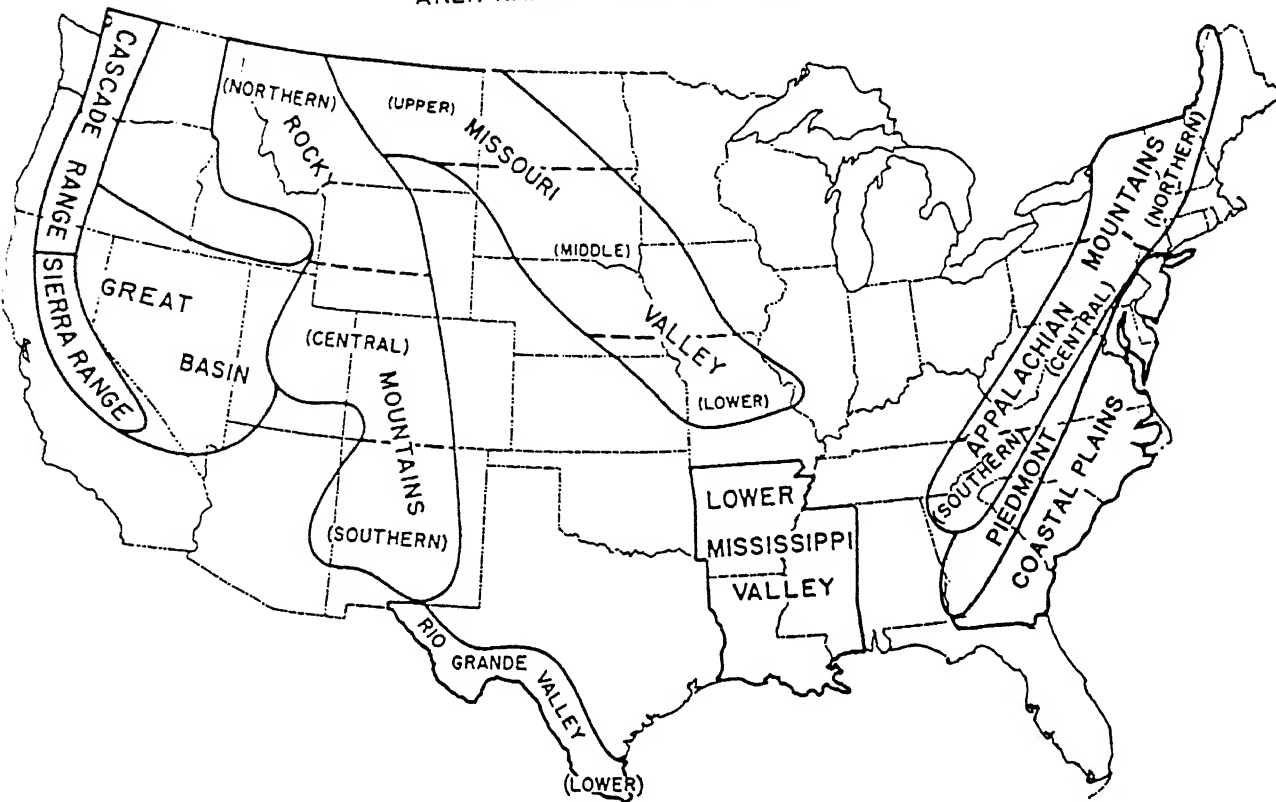 CASCADE RANGE
SIERRA RANGE
GREAT
BASIN
(NORTHERN)
ROCK
(CENTRAL)
MOUNTAINS
(SOUTHERN)
(UPPER)
MISSOURI
(MIDDLE)
VALLEY
(LOWER)
LOWER
MISSISSIPPI
VALLEY
RIO
GRANDE
VALLEY
(LOWER)
APPALACHIAN MOUNTAINS
(NORTHERN)
(CENTRAL)
(SOUTHERN)
PIEDMONT
COASTAL PLAINS